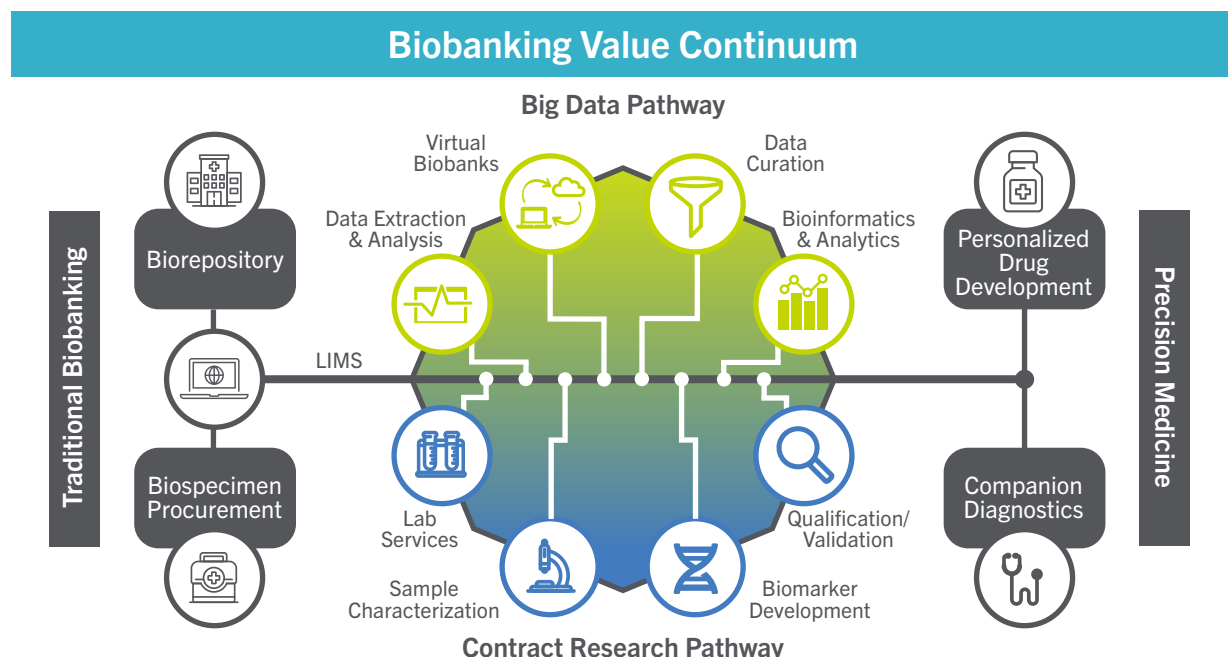 Biobanking Value Continuum
Big Data Pathway
Traditional Biobanking
Biorepository
LIMS
Biospecimen
Procurement
Virtual
Biobanks
Data
Curation
Data Extraction
& Analysis
Bioinformatics
& Analytics
Lab
Services
Qualification/
Validation
Sample
Characterization
Biomarker
Development
Contract Research Pathway
Personalized
Drug
Development
Companion
Diagnostics
Precision Medicine